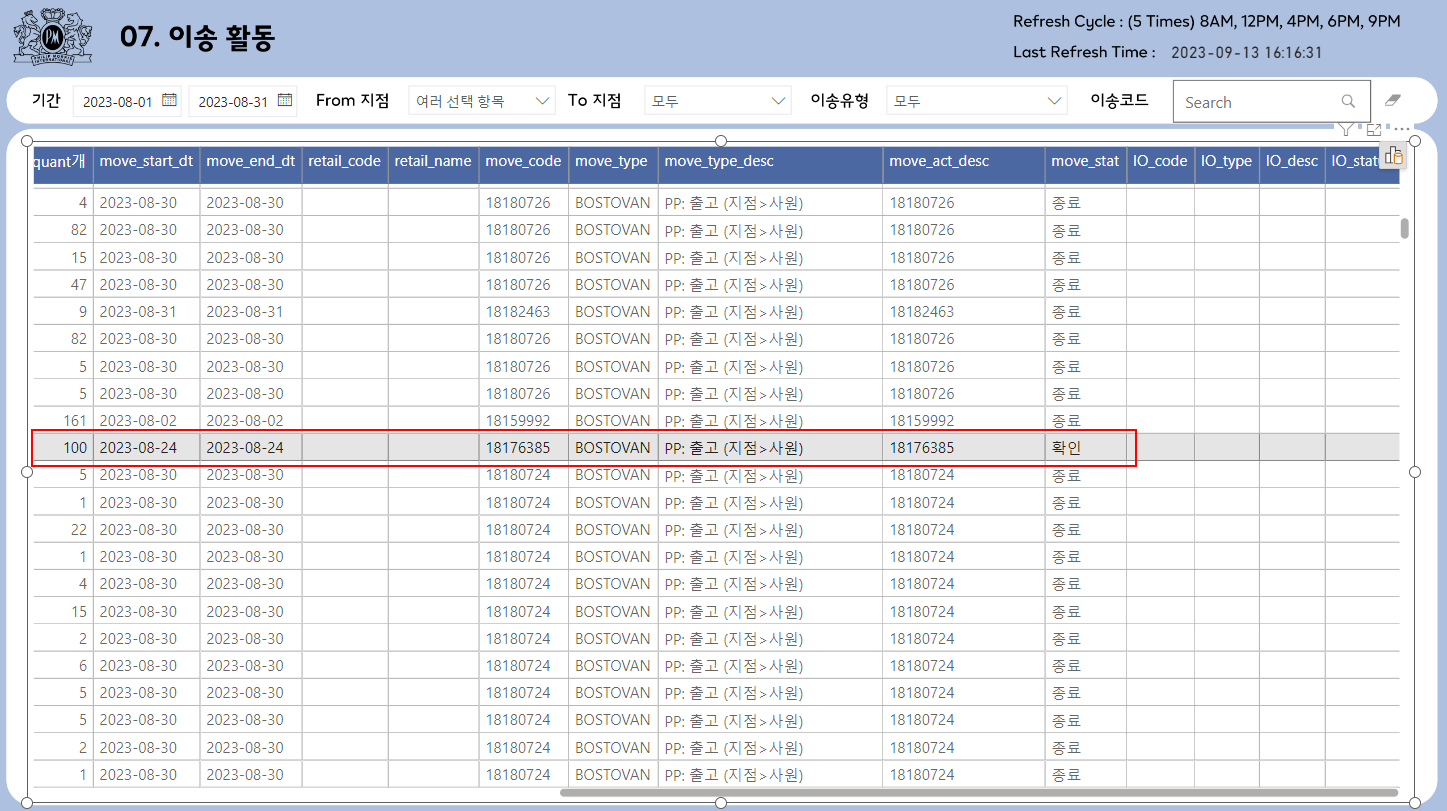 07. 이송 활동
Refresh Cycle : (5 Times) 8AM, 12PM, 4PM, 6PM, 9PM
Last Refresh Time : 2023-09-13 16:16:31
PM
PHILIP MORRIS
INTERNATIONAL
기간 2023-08-01 2023-08-31 From 지점 여러 선택 항목 To 지점 모두 이송유형 모두 이송코드 Search
quant개 move_start_dt move_end_dt retail_code retail_name move_code move_type move_type_desc move_act_desc move_stat IO_code IO_type IO_desc
4 2023-08-30 2023-08-30 18180726 BOSTOVAN PP: 출고 (지점>사원) 18180726 종료
82 2023-08-30 2023-08-30 18180726 BOSTOVAN PP: 출고 (지점>사원) 18180726 종료
15 2023-08-30 2023-08-30 18180726 BOSTOVAN PP: 출고 (지점>사원) 18180726 종료
47 2023-08-30 2023-08-30 18180726 BOSTOVAN PP: 출고 (지점>사원) 18180726 종료
9 2023-08-31 2023-08-31 18182463 BOSTOVAN PP: 출고 (지점>사원) 18182463 종료
82 2023-08-30 2023-08-30 18180726 BOSTOVAN PP: 출고 (지점>사원) 18180726 종료
5 2023-08-30 2023-08-30 18180726 BOSTOVAN PP: 출고 (지점>사원) 18180726 종료
5 2023-08-30 2023-08-30 18180726 BOSTOVAN PP: 출고 (지점>사원) 18180726 종료
161 2023-08-02 2023-08-02 18159992 BOSTOVAN PP: 출고 (지점>사원) 18159992 종료
100 2023-08-24 2023-08-24 18176385 BOSTOVAN PP: 출고 (지점>사원) 18176385 확인
5 2023-08-30 2023-08-30 18180724 BOSTOVAN PP: 출고 (지점>사원) 18180724 종료
1 2023-08-30 2023-08-30 18180724 BOSTOVAN PP: 출고 (지점>사원) 18180724 종료
22 2023-08-30 2023-08-30 18180724 BOSTOVAN PP: 출고 (지점>사원) 18180724 종료
1 2023-08-30 2023-08-30 18180724 BOSTOVAN PP: 출고 (지점>사원) 18180724 종료
4 2023-08-30 2023-08-30 18180724 BOSTOVAN PP: 출고 (지점>사원) 18180724 종료
15 2023-08-30 2023-08-30 18180724 BOSTOVAN PP: 출고 (지점>사원) 18180724 종료
2 2023-08-30 2023-08-30 18180724 BOSTOVAN PP: 출고 (지점>사원) 18180724 종료
6 2023-08-30 2023-08-30 18180724 BOSTOVAN PP: 출고 (지점>사원) 18180724 종료
5 2023-08-30 2023-08-30 18180724 BOSTOVAN PP: 출고 (지점>사원) 18180724 종료
5 2023-08-30 2023-08-30 18180724 BOSTOVAN PP: 출고 (지점>사원) 18180724 종료
2 2023-08-30 2023-08-30 18180724 BOSTOVAN PP: 출고 (지점>사원) 18180724 종료
1 2023-08-30 2023-08-30 18180724 BOSTOVAN PP: 출고 (지점>사원) 18180724 종료